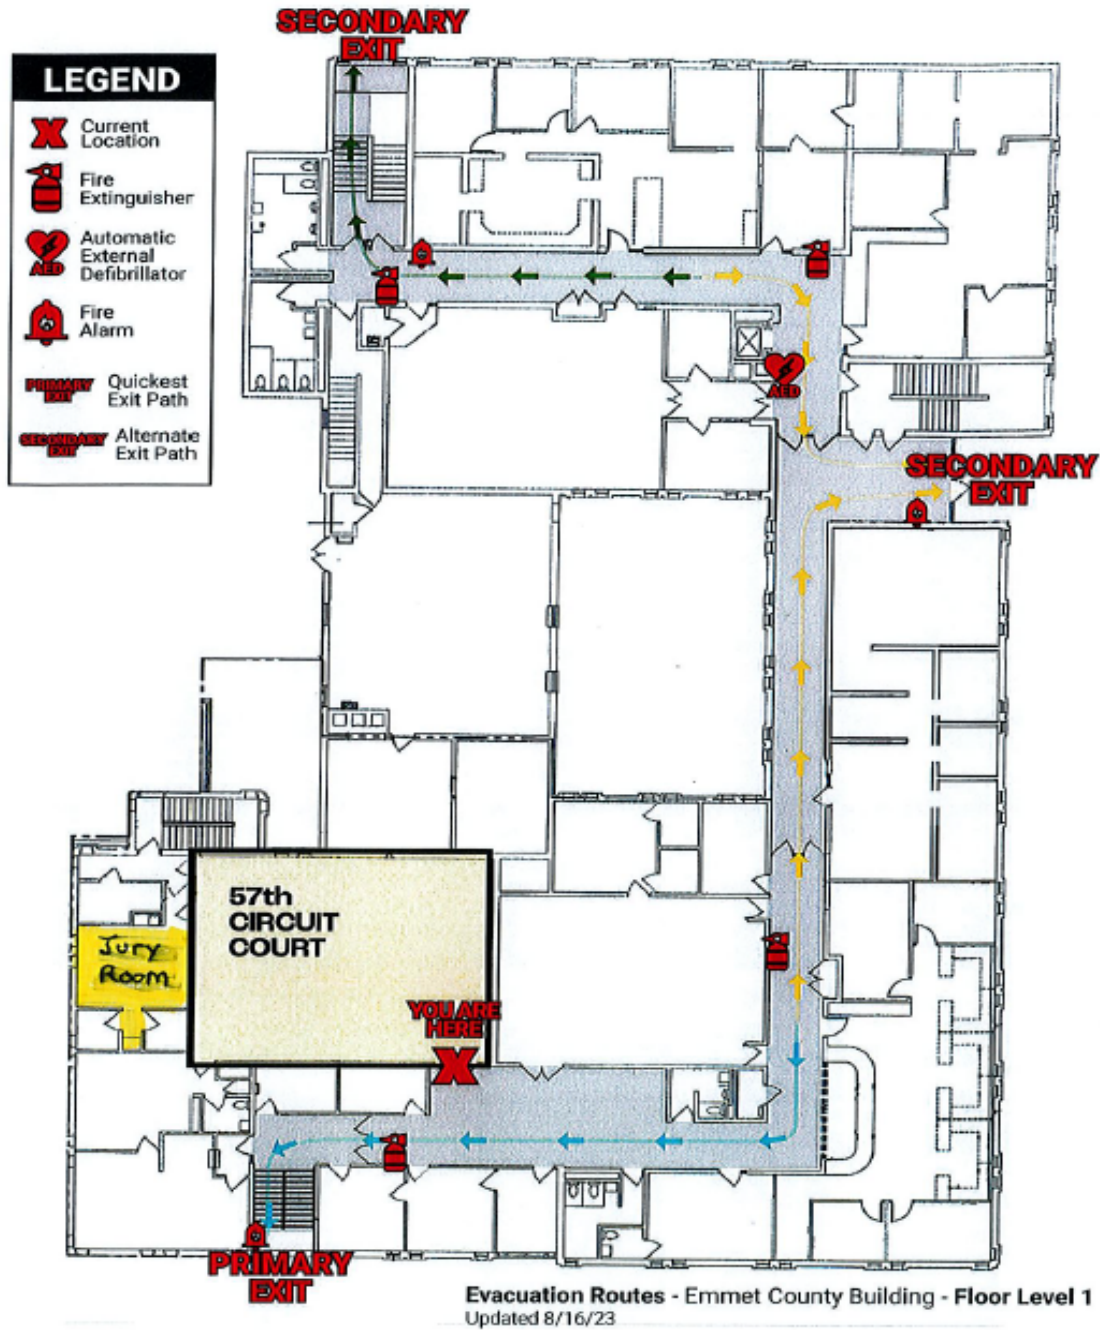 SECONDARY
EXIT
LEGEND
Current
Location
Fire
Extinguisher
AED
Automatic
External
Defibrillator
Fire
Alarm
PRIMARY
EXIT
Quickest
Exit Path
SECONDARY
EXIT
Alternate
Exit Path
AED
SECONDARY
EXIT
57th
CIRCUIT
COURT
Jury
Room
YOU ARE
HERE
PRIMARY
EXIT
Evacuation Routes - Emmet County Building - Floor Level 1
Updated 8/16/23